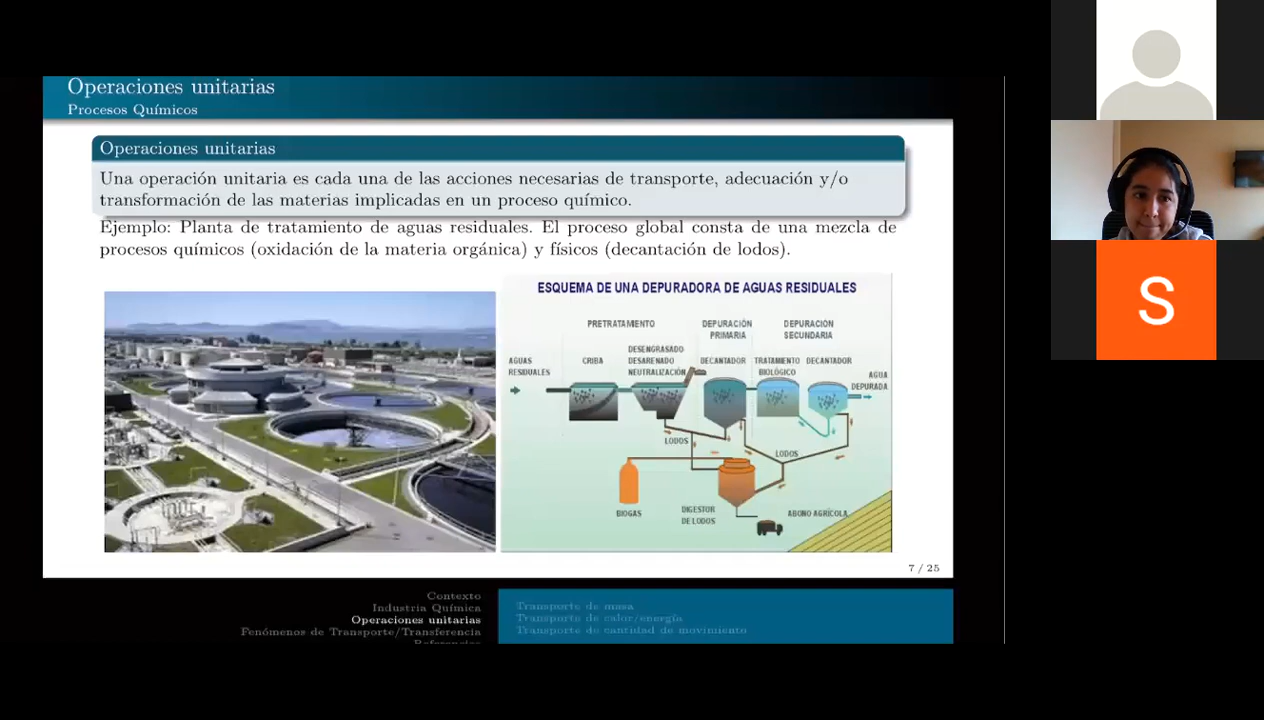 Operaciones unitarias
Procesos Químicos
Operaciones unitarias
Una operación unitaria es cada una de las acciones necesarias de transporte, adecuación y/o
transformación de las materias implicadas en un proceso químico.
Ejemplo: Planta de tratamiento de aguas residuales. El proceso global consta de una mezcla de
procesos químicos (oxidación de la materia orgánica) y físicos (decantación de lodos).
ESQUEMA DE UNA DEPURADORA DE AGUAS RESIDUALES
PRETRATAMIENTO
DEPURACIÓN
PRIMARIA
DEPURACIÓN
SECUNDARIA
AGUAS
RESIDUALES
CRIBA
DESENGRASADO
DESARENADO
NEUTRALIZACIÓN
DECANTADOR
TRATAMIENTO
BIOLÓGICO
DECANTADOR
AGUA
DEPURADA
LODOS
LODOS
BIOGAS
DIGESTOR
DE LODOS
ABONO AGRÍCOLA
7 / 25
Contexto
Industria Química
Operaciones unitarias
Fenómenos de Transporte/Transferencia
Referencias
Transporte de masa
Transporte de calor/energía
Transporte de cantidad de movimiento
S